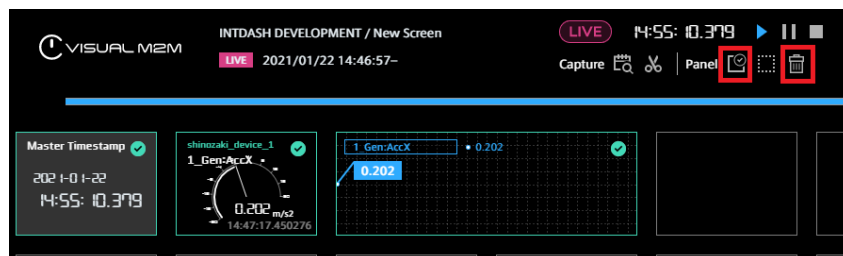 VISUAL M2M
INTDASH DEVELOPMENT / New Screen
LIVE 14:55:10.379
LIVE 2021/01/22 14:46:57–
Capture Panel
Master Timestamp
2021-01-22
14:55:10.379
shinozaki_device_1
1_Gen:AccX
0.202 m/s2
14:47:17.450276
1_Gen:AccX 0.202
0.202